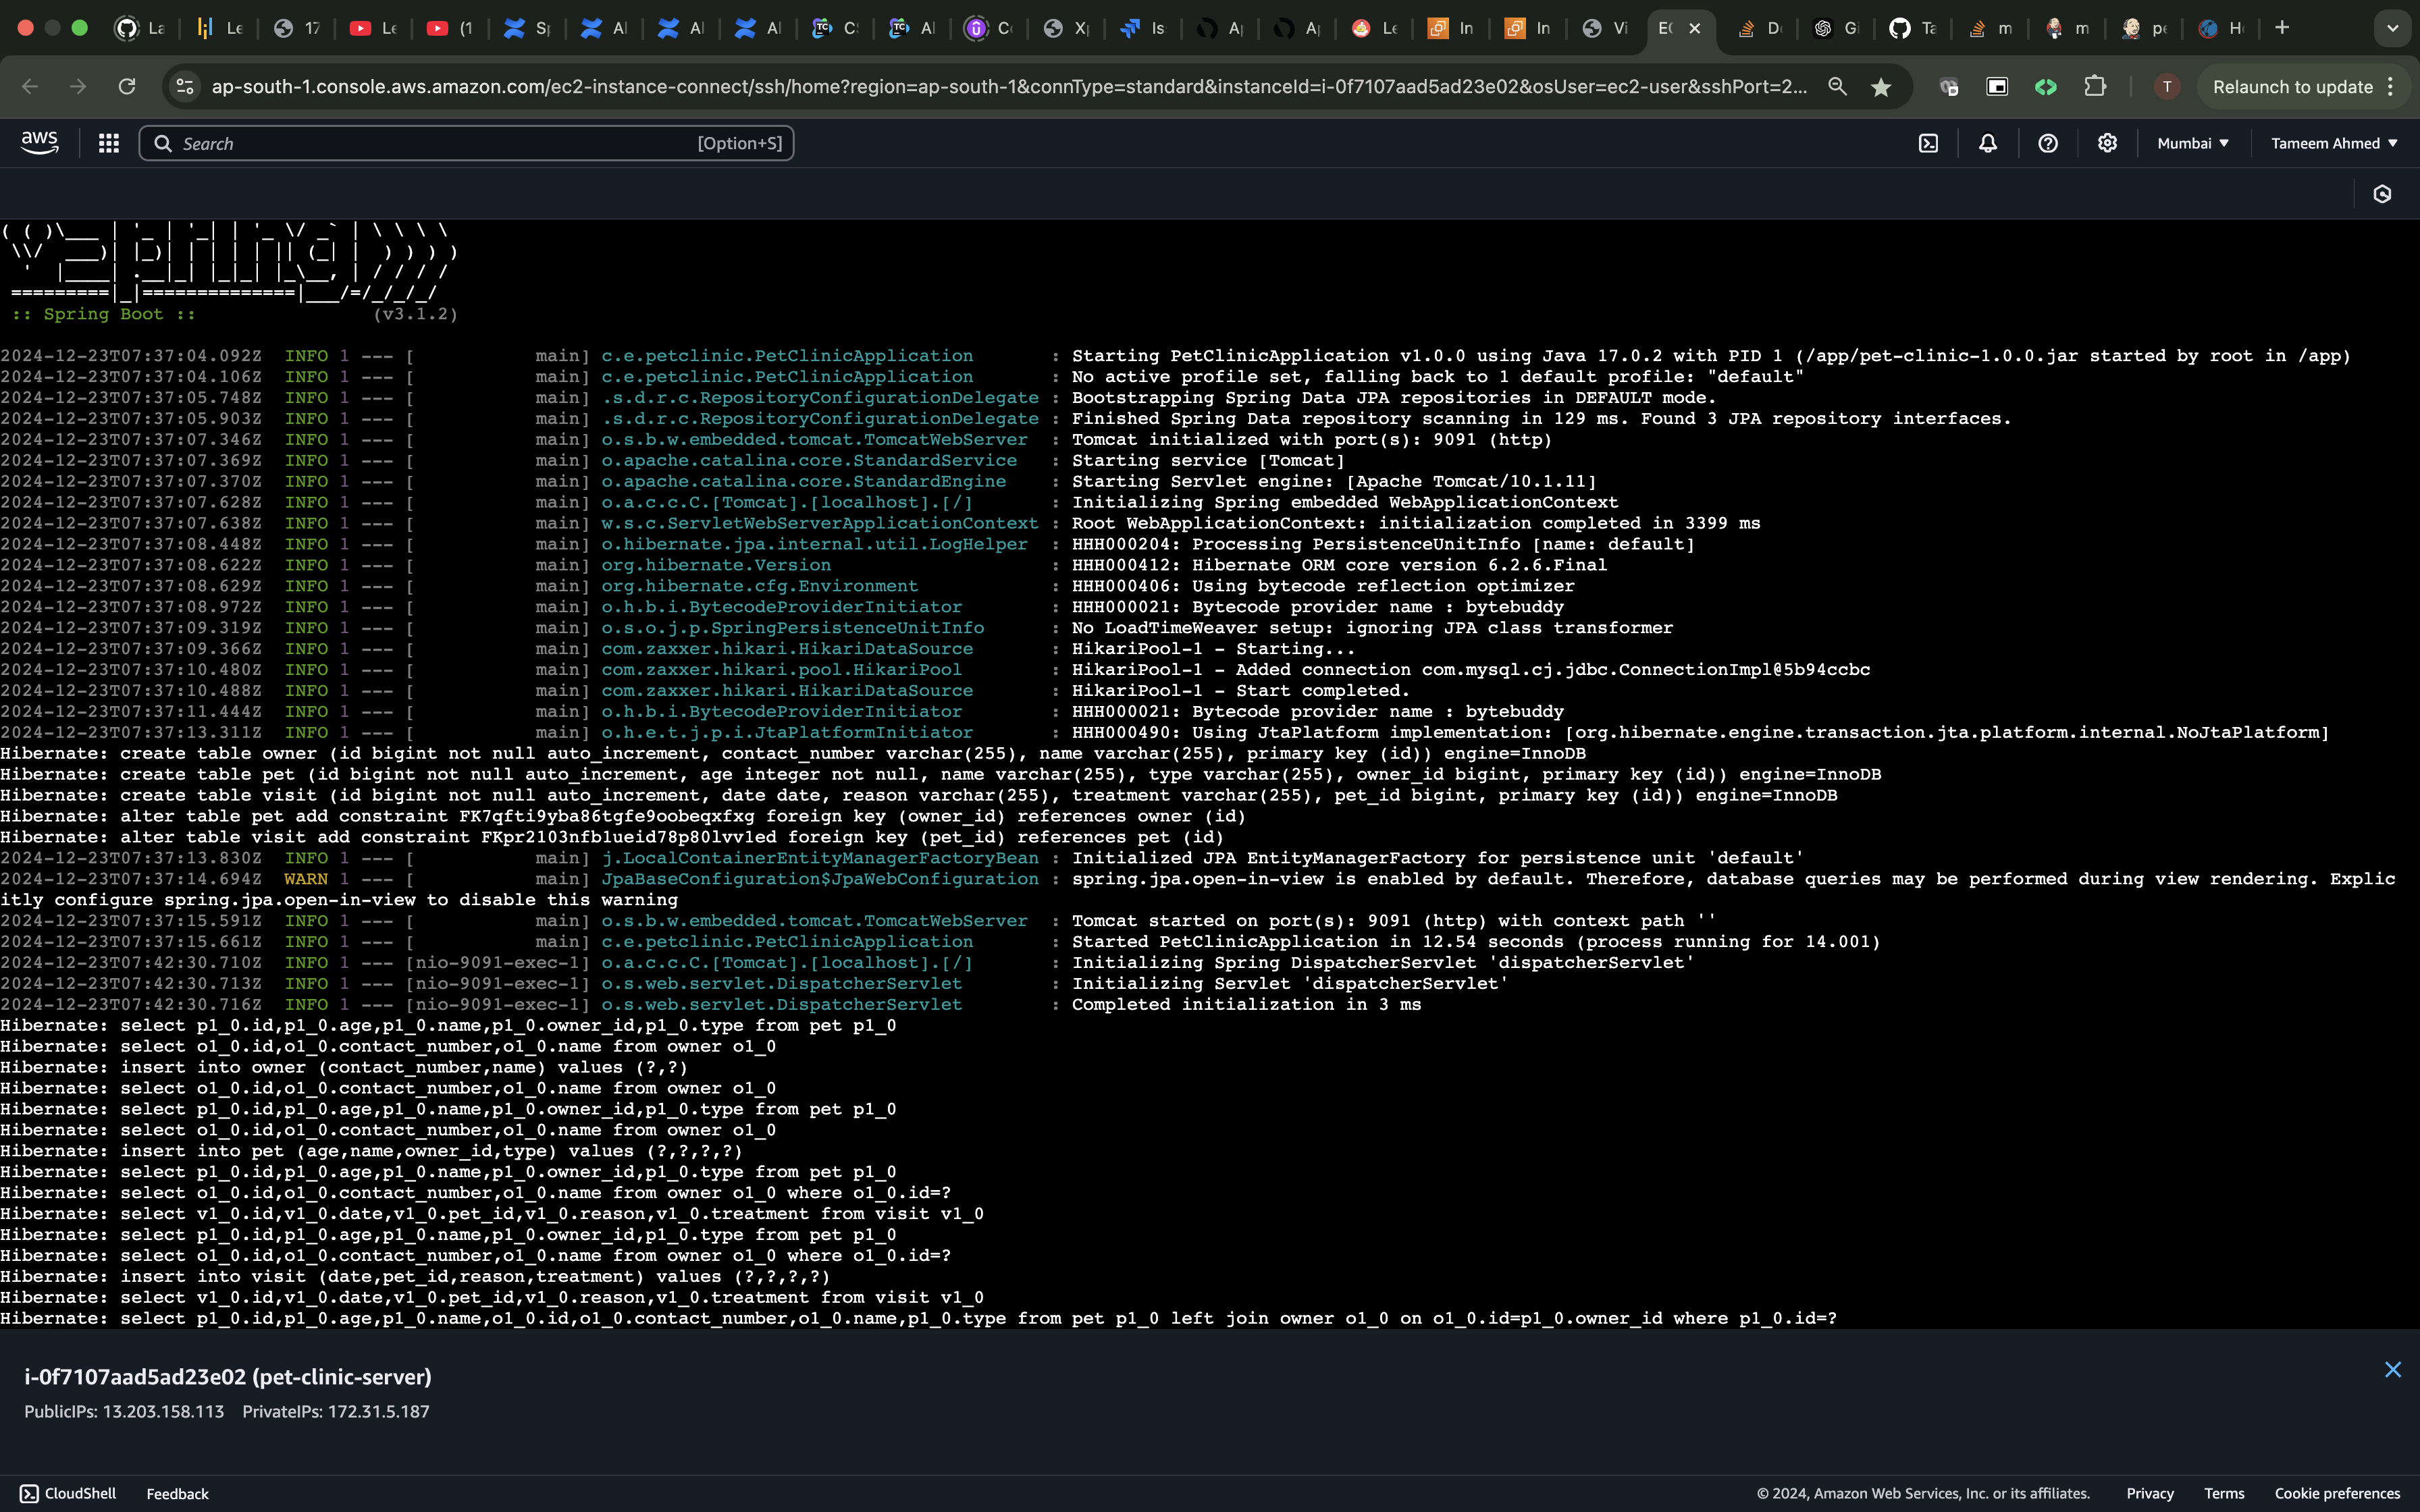 La
Le
17
Le
(1
Sp
Al
Al
Al
CS
Al
Co
Xp
Is
Ap
Ap
Le
In
In
Vi
EC
D
Gi
Ta
m
m
pe
H
ap-south-1.console.aws.amazon.com/ec2-instance-connect/ssh/home?region=ap-south-1&connType=standard&instanceId=i-0f7107aad5ad23e02&osUser=ec2-user&sshPort=2...
T
Relaunch to update
aws
Search
[Option+S]
Mumbai
Tameem Ahmed
( ( )\___ | '_ | '_| | '_ \/ _` | \ \ \ \
 \\/  ___)| |_)| | | | | || (_| |  ) ) ) )
  '  |____| .__|_| |_|_| |_\__, | / / / /
 =========|_|==============|___/=/_/_/_/
 :: Spring Boot ::                (v3.1.2)
2024-12-23T07:37:04.092Z  INFO 1 --- [           main] c.e.petclinic.PetClinicApplication       : Starting PetClinicApplication v1.0.0 using Java 17.0.2 with PID 1 (/app/pet-clinic-1.0.0.jar started by root in /app)
2024-12-23T07:37:04.106Z  INFO 1 --- [           main] c.e.petclinic.PetClinicApplication       : No active profile set, falling back to 1 default profile: "default"
2024-12-23T07:37:05.748Z  INFO 1 --- [           main] .s.d.r.c.RepositoryConfigurationDelegate : Bootstrapping Spring Data JPA repositories in DEFAULT mode.
2024-12-23T07:37:05.903Z  INFO 1 --- [           main] .s.d.r.c.RepositoryConfigurationDelegate : Finished Spring Data repository scanning in 129 ms. Found 3 JPA repository interfaces.
2024-12-23T07:37:07.346Z  INFO 1 --- [           main] o.s.b.w.embedded.tomcat.TomcatWebServer  : Tomcat initialized with port(s): 9091 (http)
2024-12-23T07:37:07.369Z  INFO 1 --- [           main] o.apache.catalina.core.StandardService   : Starting service [Tomcat]
2024-12-23T07:37:07.370Z  INFO 1 --- [           main] o.apache.catalina.core.StandardEngine    : Starting Servlet engine: [Apache Tomcat/10.1.11]
2024-12-23T07:37:07.628Z  INFO 1 --- [           main] o.a.c.c.C.[Tomcat].[localhost].[/]       : Initializing Spring embedded WebApplicationContext
2024-12-23T07:37:07.638Z  INFO 1 --- [           main] w.s.c.ServletWebServerApplicationContext : Root WebApplicationContext: initialization completed in 3399 ms
2024-12-23T07:37:08.448Z  INFO 1 --- [           main] o.hibernate.jpa.internal.util.LogHelper  : HHH000204: Processing PersistenceUnitInfo [name: default]
2024-12-23T07:37:08.622Z  INFO 1 --- [           main] org.hibernate.Version                    : HHH000412: Hibernate ORM core version 6.2.6.Final
2024-12-23T07:37:08.629Z  INFO 1 --- [           main] org.hibernate.cfg.Environment            : HHH000406: Using bytecode reflection optimizer
2024-12-23T07:37:08.972Z  INFO 1 --- [           main] o.h.b.i.BytecodeProviderInitiator        : HHH000021: Bytecode provider name : bytebuddy
2024-12-23T07:37:09.319Z  INFO 1 --- [           main] o.s.o.j.p.SpringPersistenceUnitInfo      : No LoadTimeWeaver setup: ignoring JPA class transformer
2024-12-23T07:37:09.366Z  INFO 1 --- [           main] com.zaxxer.hikari.HikariDataSource       : HikariPool-1 - Starting...
2024-12-23T07:37:10.480Z  INFO 1 --- [           main] com.zaxxer.hikari.pool.HikariPool        : HikariPool-1 - Added connection com.mysql.cj.jdbc.ConnectionImpl@5b94ccbc
2024-12-23T07:37:10.488Z  INFO 1 --- [           main] com.zaxxer.hikari.HikariDataSource       : HikariPool-1 - Start completed.
2024-12-23T07:37:11.444Z  INFO 1 --- [           main] o.h.b.i.BytecodeProviderInitiator        : HHH000021: Bytecode provider name : bytebuddy
2024-12-23T07:37:13.311Z  INFO 1 --- [           main] o.h.e.t.j.p.i.JtaPlatformInitiator       : HHH000490: Using JtaPlatform implementation: [org.hibernate.engine.transaction.jta.platform.internal.NoJtaPlatform]
Hibernate: create table owner (id bigint not null auto_increment, contact_number varchar(255), name varchar(255), primary key (id)) engine=InnoDB
Hibernate: create table pet (id bigint not null auto_increment, age integer not null, name varchar(255), type varchar(255), owner_id bigint, primary key (id)) engine=InnoDB
Hibernate: create table visit (id bigint not null auto_increment, date date, reason varchar(255), treatment varchar(255), pet_id bigint, primary key (id)) engine=InnoDB
Hibernate: alter table pet add constraint FK7qfti9yba86tgfe9oobeqxfxg foreign key (owner_id) references owner (id)
Hibernate: alter table visit add constraint FKpr2103nfb1ueid78p80lvv1ed foreign key (pet_id) references pet (id)
2024-12-23T07:37:13.830Z  INFO 1 --- [           main] j.LocalContainerEntityManagerFactoryBean : Initialized JPA EntityManagerFactory for persistence unit 'default'
2024-12-23T07:37:14.694Z  WARN 1 --- [           main] JpaBaseConfiguration$JpaWebConfiguration : spring.jpa.open-in-view is enabled by default. Therefore, database queries may be performed during view rendering. Explic
itly configure spring.jpa.open-in-view to disable this warning
2024-12-23T07:37:15.591Z  INFO 1 --- [           main] o.s.b.w.embedded.tomcat.TomcatWebServer  : Tomcat started on port(s): 9091 (http) with context path ''
2024-12-23T07:37:15.661Z  INFO 1 --- [           main] c.e.petclinic.PetClinicApplication       : Started PetClinicApplication in 12.54 seconds (process running for 14.001)
2024-12-23T07:42:30.710Z  INFO 1 --- [nio-9091-exec-1] o.a.c.c.C.[Tomcat].[localhost].[/]       : Initializing Spring DispatcherServlet 'dispatcherServlet'
2024-12-23T07:42:30.713Z  INFO 1 --- [nio-9091-exec-1] o.s.web.servlet.DispatcherServlet        : Initializing Servlet 'dispatcherServlet'
2024-12-23T07:42:30.716Z  INFO 1 --- [nio-9091-exec-1] o.s.web.servlet.DispatcherServlet        : Completed initialization in 3 ms
Hibernate: select p1_0.id,p1_0.age,p1_0.name,p1_0.owner_id,p1_0.type from pet p1_0
Hibernate: select o1_0.id,o1_0.contact_number,o1_0.name from owner o1_0
Hibernate: insert into owner (contact_number,name) values (?,?)
Hibernate: select o1_0.id,o1_0.contact_number,o1_0.name from owner o1_0
Hibernate: select p1_0.id,p1_0.age,p1_0.name,p1_0.owner_id,p1_0.type from pet p1_0
Hibernate: select o1_0.id,o1_0.contact_number,o1_0.name from owner o1_0
Hibernate: insert into pet (age,name,owner_id,type) values (?,?,?,?)
Hibernate: select p1_0.id,p1_0.age,p1_0.name,p1_0.owner_id,p1_0.type from pet p1_0
Hibernate: select o1_0.id,o1_0.contact_number,o1_0.name from owner o1_0 where o1_0.id=?
Hibernate: select v1_0.id,v1_0.date,v1_0.pet_id,v1_0.reason,v1_0.treatment from visit v1_0
Hibernate: select p1_0.id,p1_0.age,p1_0.name,p1_0.owner_id,p1_0.type from pet p1_0
Hibernate: select o1_0.id,o1_0.contact_number,o1_0.name from owner o1_0 where o1_0.id=?
Hibernate: insert into visit (date,pet_id,reason,treatment) values (?,?,?,?)
Hibernate: select v1_0.id,v1_0.date,v1_0.pet_id,v1_0.reason,v1_0.treatment from visit v1_0
Hibernate: select p1_0.id,p1_0.age,p1_0.name,o1_0.id,o1_0.contact_number,o1_0.name,p1_0.type from pet p1_0 left join owner o1_0 on o1_0.id=p1_0.owner_id where p1_0.id=?
i-0f7107aad5ad23e02 (pet-clinic-server)
PublicIPs: 13.203.158.113 PrivateIPs: 172.31.5.187
CloudShell
Feedback
© 2024, Amazon Web Services, Inc. or its affiliates.
Privacy
Terms
Cookie preferences